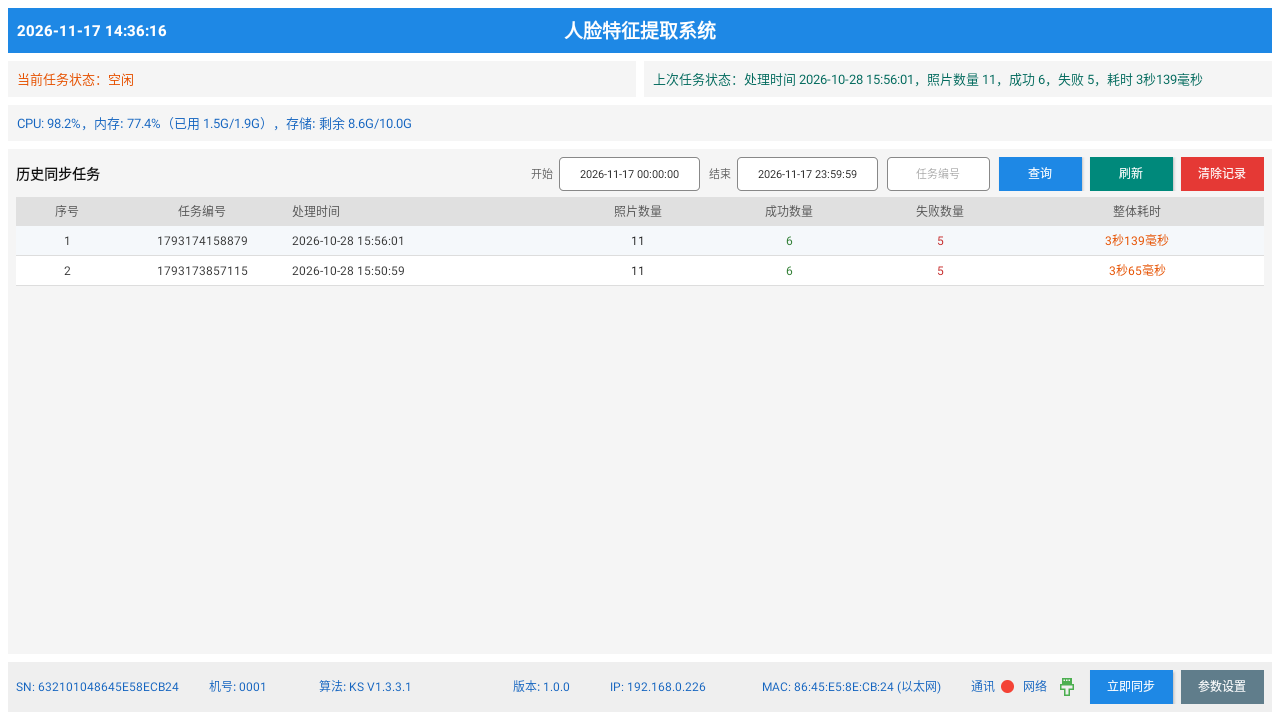 2026-11-17 14:36:16 人脸特征提取系统
当前任务状态：空闲 上次任务状态：处理时间 2026-10-28 15:56:01，照片数量 11，成功 6，失败 5，耗时 3秒139毫秒
CPU: 98.2%，内存: 77.4%（已用 1.5G/1.9G），存储: 剩余 8.6G/10.0G
历史同步任务 开始 2026-11-17 00:00:00 结束 2026-11-17 23:59:59 任务编号 查询 刷新 清除记录
序号 任务编号 处理时间 照片数量 成功数量 失败数量 整体耗时
1 1793174158879 2026-10-28 15:56:01 11 6 5 3秒139毫秒
2 1793173857115 2026-10-28 15:50:59 11 6 5 3秒65毫秒
SN: 632101048645E58ECB24 机号: 0001 算法: KS V1.3.3.1 版本: 1.0.0 IP: 192.168.0.226 MAC: 86:45:E5:8E:CB:24 (以太网) 通讯 网络 立即同步 参数设置